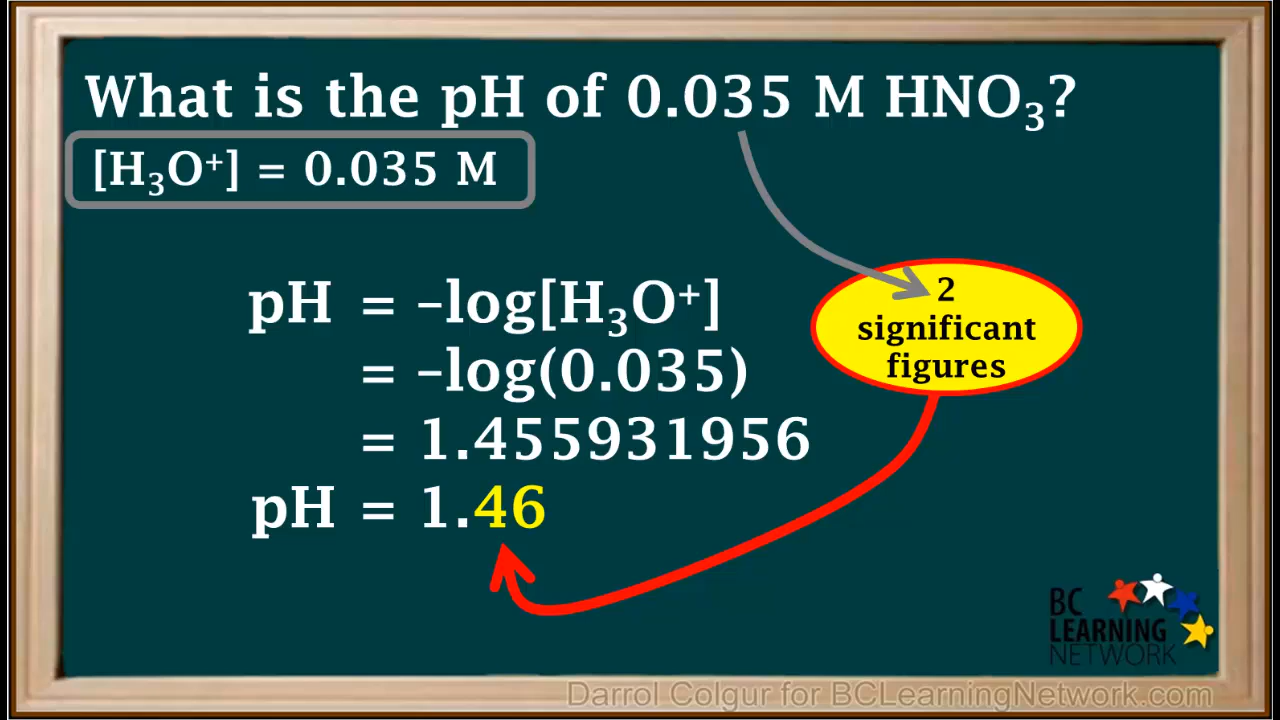 What is the pH of 0.035 M HNO₃?
[H₃O⁺] = 0.035 M
pH = –log[H₃O⁺]
= –log(0.035)
= 1.455931956
pH = 1.46
2
significant
figures
BC
LEARNING
NETWORK
Darrol Colgur for BCLearningNetwork.com